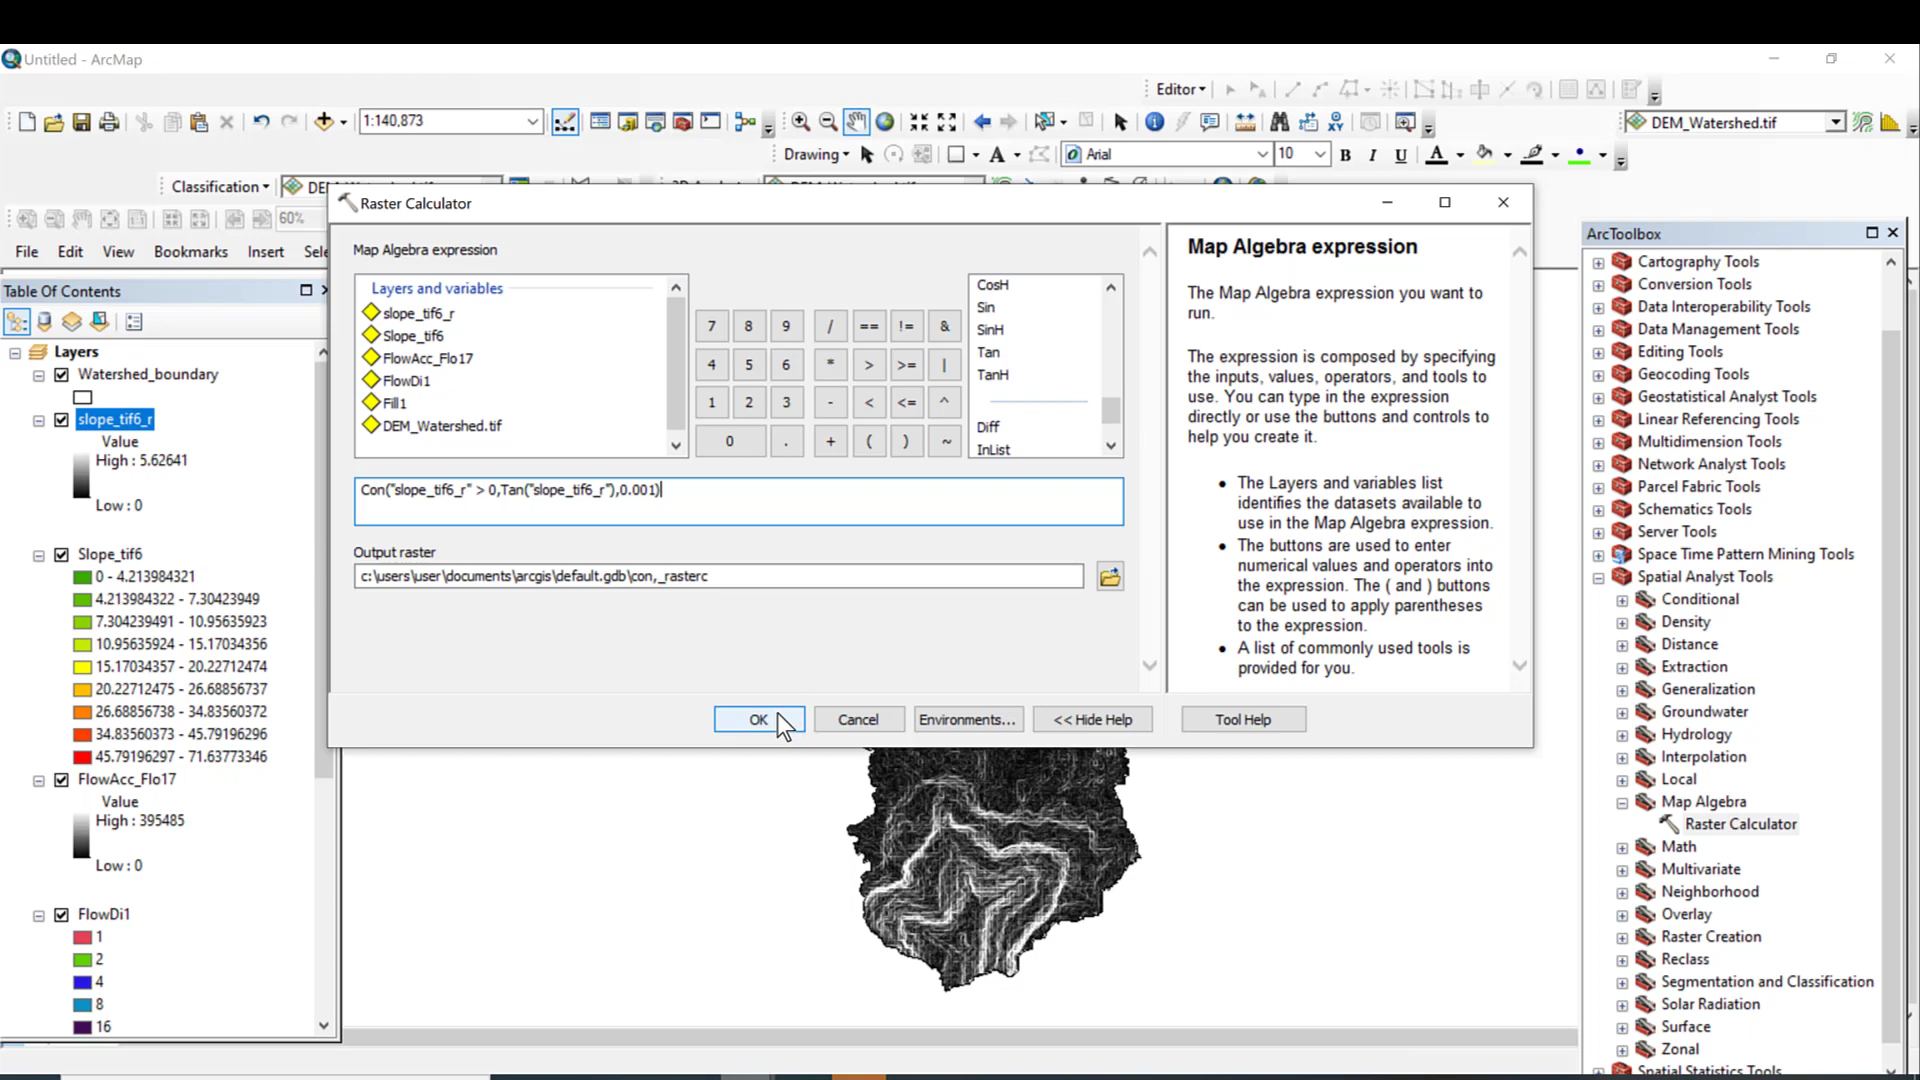 Untitled - ArcMap
Editor
1:140,873
DEM_Watershed.tif
Drawing
A
Arial
10
B I U A
Classification
60%
File Edit View Bookmarks Insert
Raster Calculator
Table Of Contents
Layers
Watershed_boundary
slope_tif6_r
Value
High : 5.62641
Low : 0
Slope_tif6
0 - 4.213984321
4.213984322 - 7.30423949
7.304239491 - 10.95635923
10.95635924 - 15.17034356
15.17034357 - 20.22712474
20.22712475 - 26.68856737
26.68856738 - 34.83560372
34.83560373 - 45.79196296
45.79196297 - 71.63773346
FlowAcc_Flo17
Value
High : 395485
Low : 0
FlowDi1
1
2
4
8
16
Map Algebra expression
Layers and variables
slope_tif6_r
Slope_tif6
FlowAcc_Flo17
FlowDi1
Fill1
DEM_Watershed.tif
7 8 9 / == != &
4 5 6 * > >= |
1 2 3 - < <= ^
0 . + ( ) ~
CosH
Sin
SinH
Tan
TanH
Diff
InList
Con("slope_tif6_r" > 0,Tan("slope_tif6_r"),0.001)
Output raster
c:\users\user\documents\arcgis\default.gdb\con,_rasterc
OK
Cancel
Environments...
<< Hide Help
Tool Help
Map Algebra expression
The Map Algebra expression you want to
run.
The expression is composed by specifying
the inputs, values, operators, and tools to
use. You can type in the expression
directly or use the buttons and controls to
help you create it.
• The Layers and variables list
identifies the datasets available to
use in the Map Algebra expression.
• The buttons are used to enter
numerical values and operators into
the expression. The ( and ) buttons
can be used to apply parentheses
to the expression.
• A list of commonly used tools is
provided for you.
ArcToolbox
Cartography Tools
Conversion Tools
Data Interoperability Tools
Data Management Tools
Editing Tools
Geocoding Tools
Geostatistical Analyst Tools
Linear Referencing Tools
Multidimension Tools
Network Analyst Tools
Parcel Fabric Tools
Schematics Tools
Server Tools
Space Time Pattern Mining Tools
Spatial Analyst Tools
Conditional
Density
Distance
Extraction
Generalization
Groundwater
Hydrology
Interpolation
Local
Map Algebra
Raster Calculator
Math
Multivariate
Neighborhood
Overlay
Raster Creation
Reclass
Segmentation and Classification
Solar Radiation
Surface
Zonal
Spatial Statistics Tools